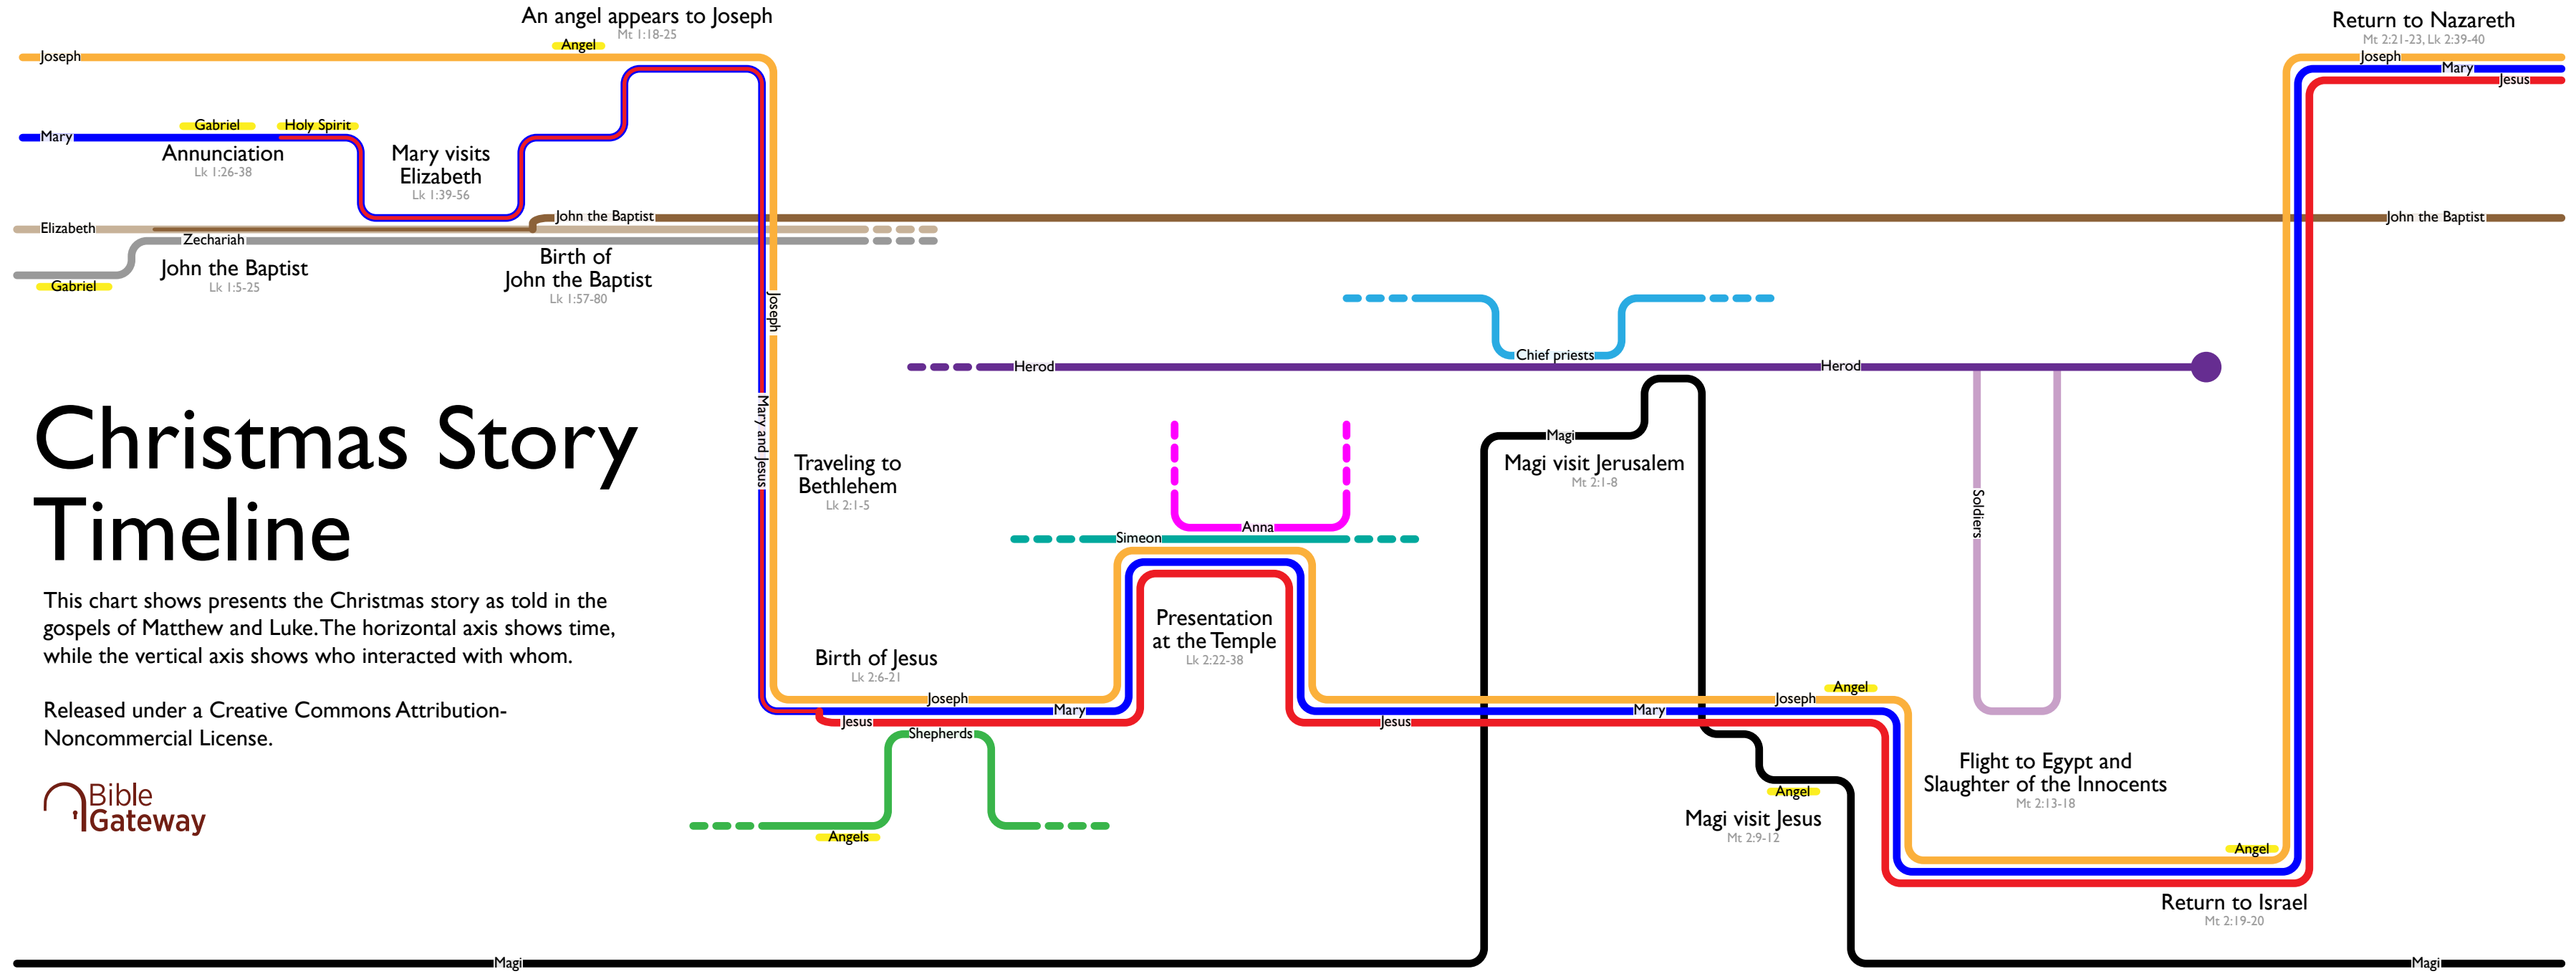 An angel appears to Joseph
Mt 1:18-25
Angel
Joseph
Return to Nazareth
Mt 2:21-23, Lk 2:39-40
Joseph
Mary
Jesus
Gabriel
Holy Spirit
Mary
Annunciation
Lk 1:26-38
Mary visits
Elizabeth
Lk 1:39-56
John the Baptist
John the Baptist
Elizabeth
Zechariah
Gabriel
John the Baptist
Lk 1:5-25
Birth of
John the Baptist
Lk 1:57-80
Joseph
Mary and Jesus
Chief priests
Herod
Herod
Christmas Story
Timeline
This chart shows presents the Christmas story as told in the
gospels of Matthew and Luke. The horizontal axis shows time,
while the vertical axis shows who interacted with whom.
Released under a Creative Commons Attribution-
Noncommercial License.
Bible
Gateway
Traveling to
Bethlehem
Lk 2:1-5
Anna
Simeon
Presentation
at the Temple
Lk 2:22-38
Magi
Magi visit Jerusalem
Mt 2:1-8
Soldiers
Birth of Jesus
Lk 2:6-21
Joseph
Mary
Jesus
Shepherds
Angels
Jesus
Mary
Joseph
Angel
Angel
Magi visit Jesus
Mt 2:9-12
Flight to Egypt and
Slaughter of the Innocents
Mt 2:13-18
Angel
Return to Israel
Mt 2:19-20
Magi
Magi